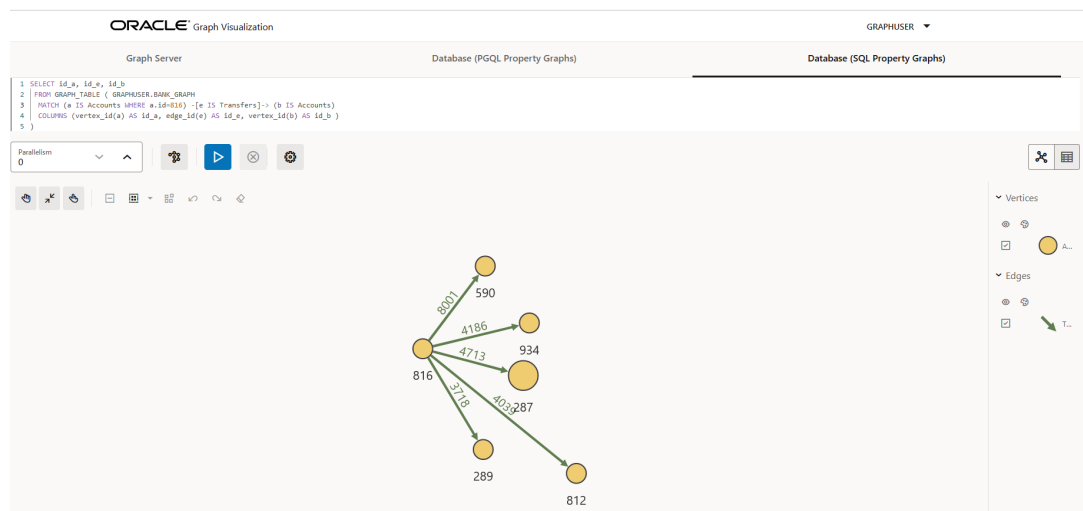 ORACLE® Graph Visualization
GRAPHUSER
Graph Server
Database (PGQL Property Graphs)
Database (SQL Property Graphs)
1 SELECT id_a, id_e, id_b
2 FROM GRAPH_TABLE ( GRAPHUSER.BANK_GRAPH
3 MATCH (a IS Accounts WHERE a.id=816) -[e IS Transfers]-> (b IS Accounts)
4 COLUMNS (vertex_id(a) AS id_a, edge_id(e) AS id_e, vertex_id(b) AS id_b )
5 )
Parallelism
0
Vertices
A...
Edges
T...
590
8001
4186
934
4713
816
287
3718
4039
289
812